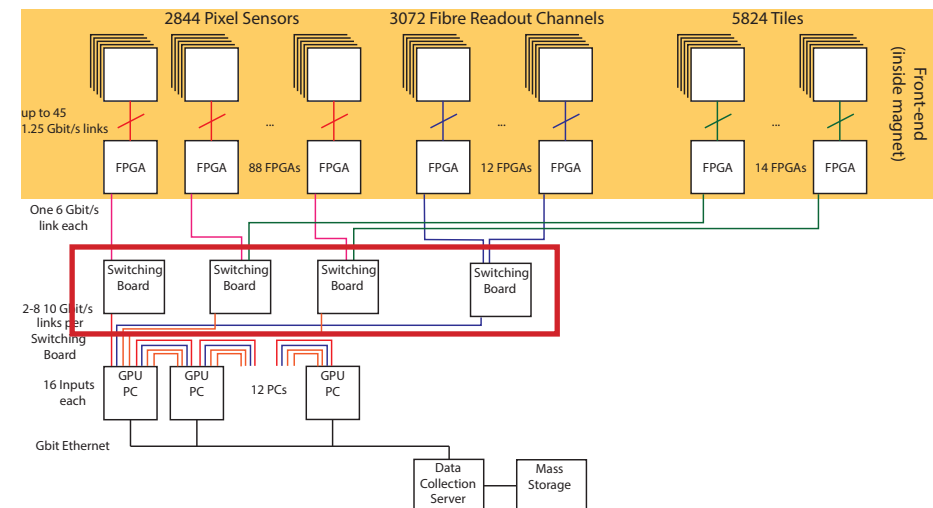 2844 Pixel Sensors
3072 Fibre Readout Channels
5824 Tiles
Front-end
(inside magnet)
up to 45
1.25 Gbit/s links
...
...
...
FPGA
FPGA
88 FPGAs
FPGA
FPGA
12 FPGAs
FPGA
FPGA
14 FPGAs
FPGA
One 6 Gbit/s
link each
Switching
Board
Switching
Board
Switching
Board
Switching
Board
2-8 10 Gbit/s
links per
Switching
Board
16 Inputs
each
GPU
PC
GPU
PC
12 PCs
GPU
PC
Gbit Ethernet
Data
Collection
Server
Mass
Storage